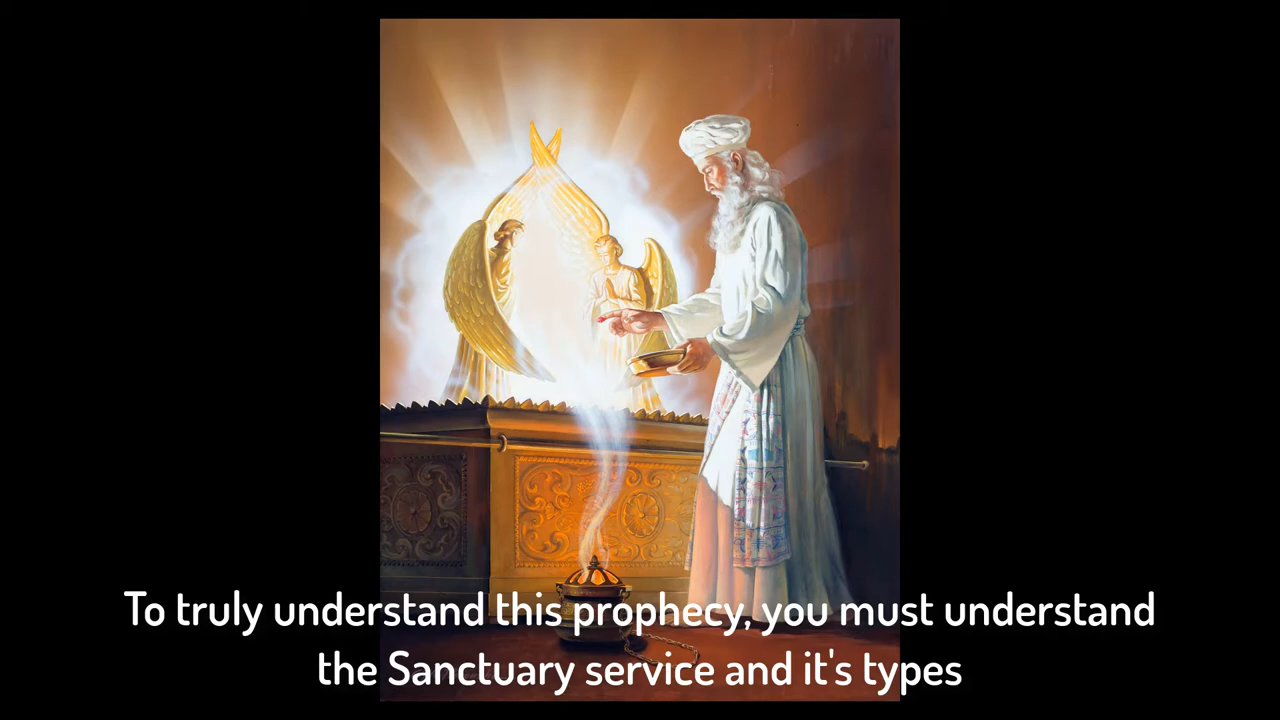 To truly understand this prophecy, you must understand
the Sanctuary service and it's types